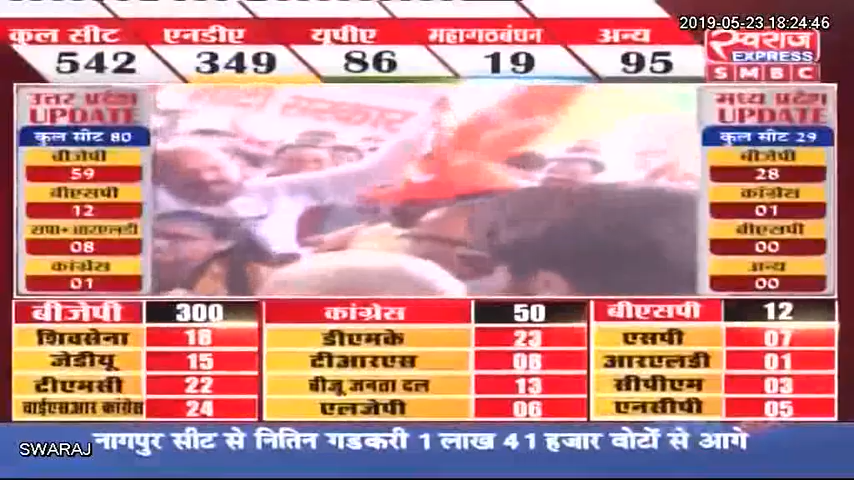 2019-05-23 18:24:46
कुल सीट एनडीए यूपीए महागठबंधन अन्य
542 349 86 19 95
स्वराज
EXPRESS
SMBC
उत्तर प्रदेश
UPDATE
कुल सीट 80
बीजेपी
59
बीएसपी
12
सपा+ आरएलडी
08
कांग्रेस
01
सरकार
मध्य प्रदेश
UPDATE
कुल सीट 29
बीजेपी
28
कांग्रेस
01
बीएसपी
00
अन्य
00
बीजेपी 300 कांग्रेस 50 बीएसपी 12
शिवसेना 18 डीएमके 23 एसपी 07
जेडीयू 15 टीआरएस 08 आरएलडी 01
टीएमसी 22 बीजू जनता दल 13 सीपीएम 03
वाईएसआर कांग्रेस 24 एलजेपी 06 एनसीपी 05
नागपुर सीट से नितिन गडकरी 1 लाख 41 हजार वोटों से आगे
SWARAJ